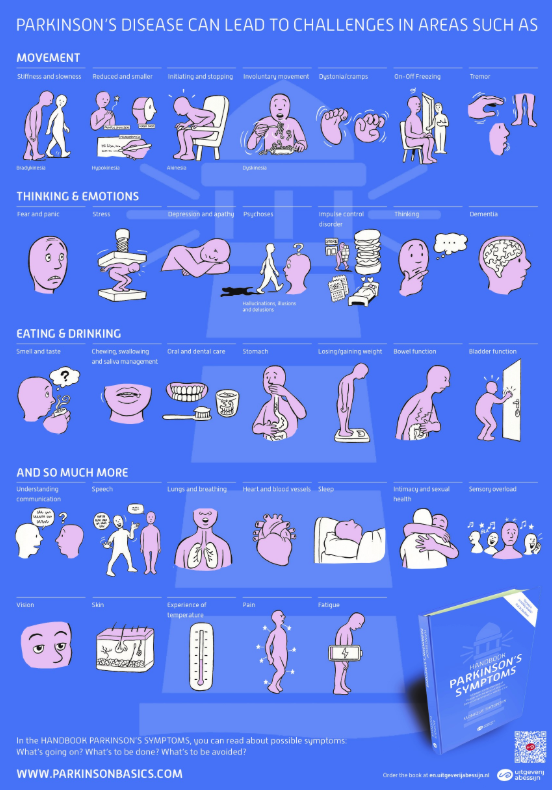 PARKINSON'S DISEASE CAN LEAD TO CHALLENGES IN AREAS SUCH AS
MOVEMENT
Stiffness and slowness
Reduced and smaller
Initiating and stopping
Involuntary movement
Dystonia/cramps
On-Off Freezing
Tremor
Bradykinesia
Hypokinesia
Akinesia
Dyskinesia
THINKING & EMOTIONS
Fear and panic
Stress
Depression and apathy
Psychoses
Impulse control
disorder
Thinking
Dementia
Hallucinations, illusions
and delusions
EATING & DRINKING
Smell and taste
Chewing, swallowing
and saliva management
Oral and dental care
Stomach
Losing/gaining weight
Bowel function
Bladder function
AND SO MUCH MORE
Understanding
communication
Speech
Lungs and breathing
Heart and blood vessels
Sleep
Intimacy and sexual
health
Sensory overload
Vision
Skin
Experience of
temperature
Pain
Fatigue
HANDBOOK
PARKINSON'S
SYMPTOMS
In the HANDBOOK PARKINSON'S SYMPTOMS, you can read about possible symptoms:
What's going on? What's to be done? What's to be avoided?
WWW.PARKINSONBASICS.COM
Order the book at en.uitgeverijabessijn.nl
uitgeverij
abessijn